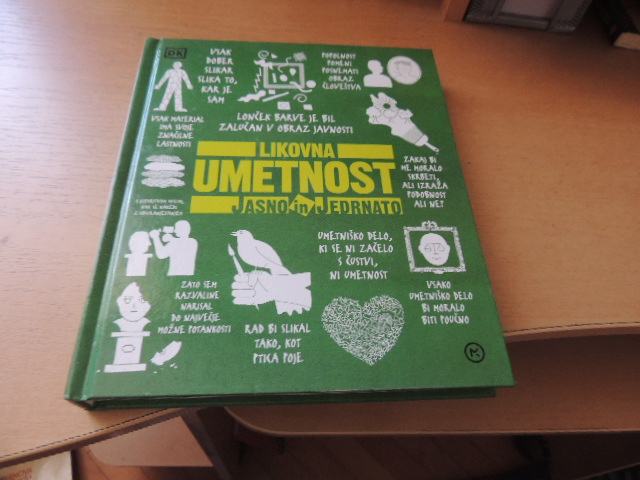 DK
VSAK
DOBER
SLIKAR
SLIKA TO,
KAR JE
SAM
POPOLNOST
POMENI
POSNEMATI
OBRAZ
ČLOVEŠTVA
VSAK MATERIAL
IMA SVOJE
ZNAČILNE
LASTNOSTI
LONČEK BARVE JE BIL
ZALUČAN V OBRAZ JAVNOSTI
LIKOVNA
UMETNOST
JASNO in JEDRNATO
ZAKAJ BI
ME MORALO
SKRBETI,
ALI IZRAŽA
PODOBNOST
ALI NE?
UMETNIŠKO DELO,
KI SE NI ZAČELO
S ČUSTVI,
NI UMETNOST
ZATO SEM
RAZVALINE
NARISAL
DO NAJVEČJE
MOŽNE POTANKOSTI
RAD BI SLIKAL
TAKO, KOT
PTICA POJE
VSAKO
UMETNIŠKO DELO
BI MORALO
BITI POUČNO
M